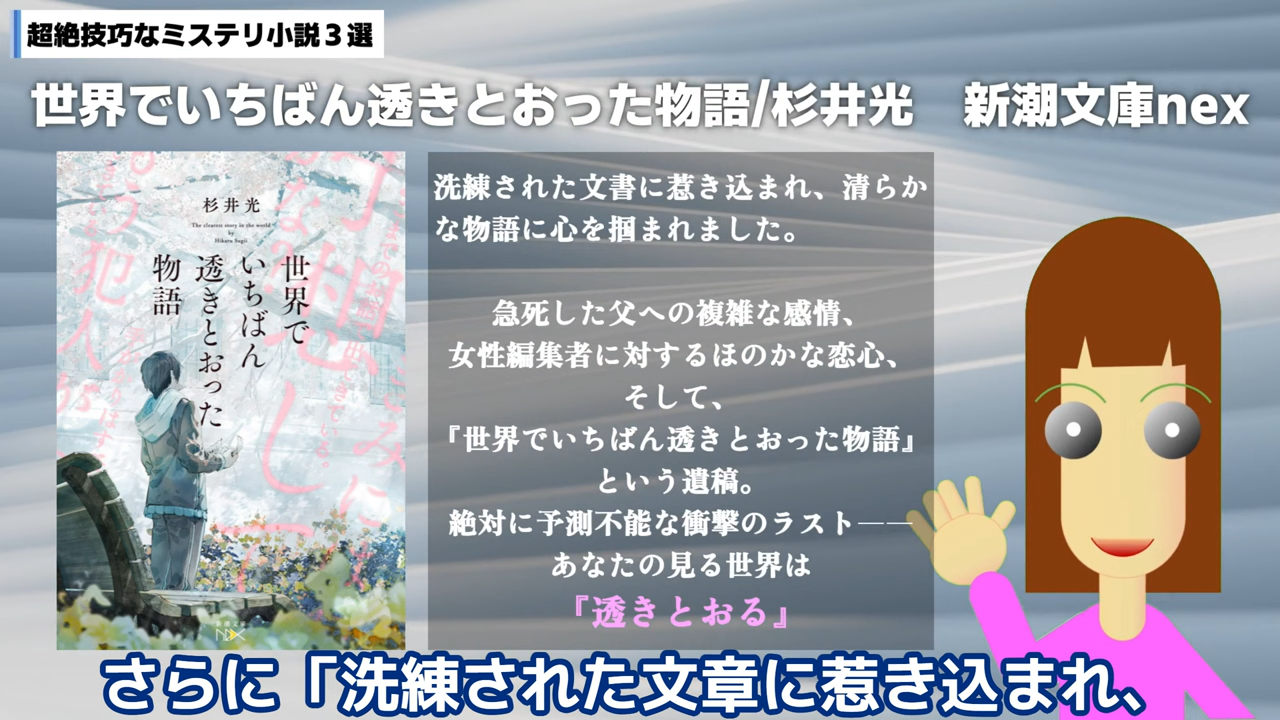 超絶技巧なミステリ小説３選
世界でいちばん透きとおった物語/杉井光　新潮文庫nex
杉井光
The clearest story in the world
by
Hikaru Sugii
世界で
いちばん
透きとおった
物語
新潮文庫
NEX
洗練された文書に惹き込まれ、清らか
な物語に心を掴まれました。
急死した父への複雑な感情、
女性編集者に対するほのかな恋心、
そして、
『世界でいちばん透きとおった物語』
という遺稿。
絶対に予測不能な衝撃のラスト――
あなたの見る世界は
『透きとおる』
さらに「洗練された文章に惹き込まれ、